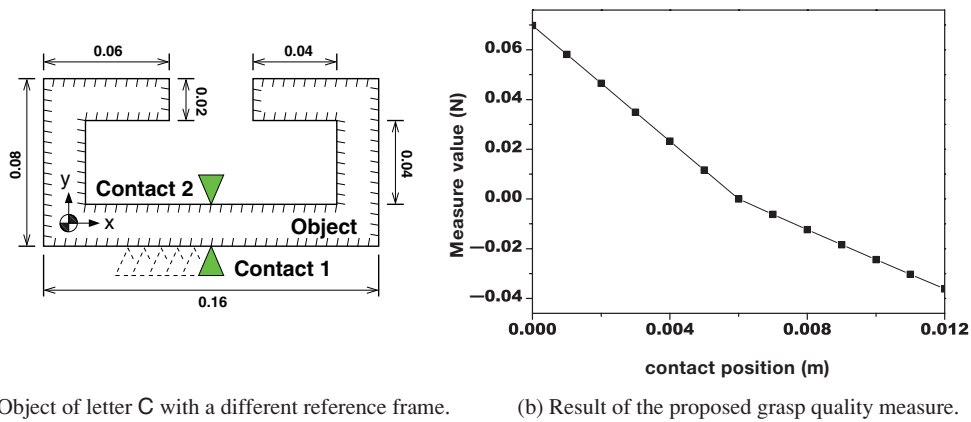 0.06
0.04
0.02
0.08
0.04
y
Contact 2
x
Object
Contact 1
0.16
Object of letter C with a different reference frame.
0.06
0.04
0.02
0.00
−0.02
−0.04
Measure value (N)
0.000
0.004
0.008
0.012
contact position (m)
(b) Result of the proposed grasp quality measure.